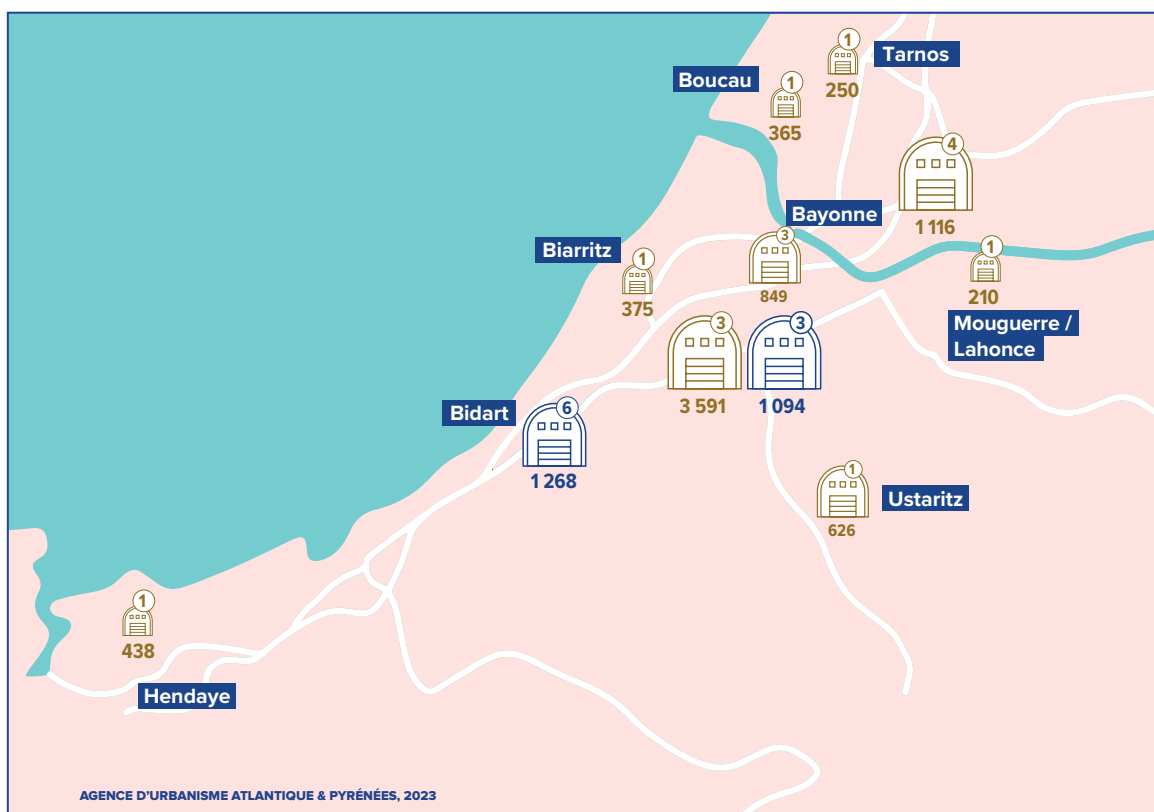 1
250
Tarnos
Boucau
1
365
4
1 116
Bayonne
3
849
Biarritz
1
375
1
210
Mouguerre /
Lahonce
3
3 591
3
1 094
Bidart
6
1 268
1
626
Ustaritz
1
438
Hendaye
AGENCE D'URBANISME ATLANTIQUE & PYRÉNÉES, 2023